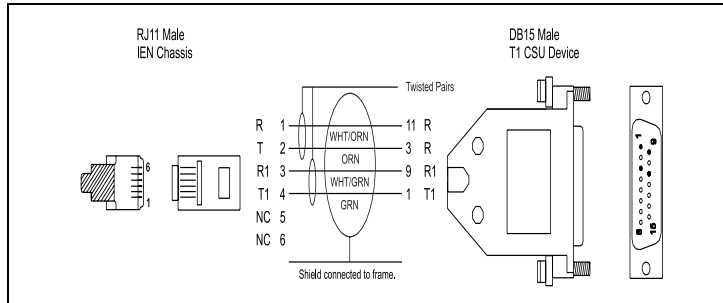 RJ11 Male
IEN Chassis
DB15 Male
T1 CSU Device
Twisted Pairs
R 1 WHT/ORN 11 R
T 2 ORN 3 R
R1 3 WHT/GRN 9 R1
T1 4 GRN 1 T1
NC 5
NC 6
6
1
1
9
8
15
Shield connected to frame.